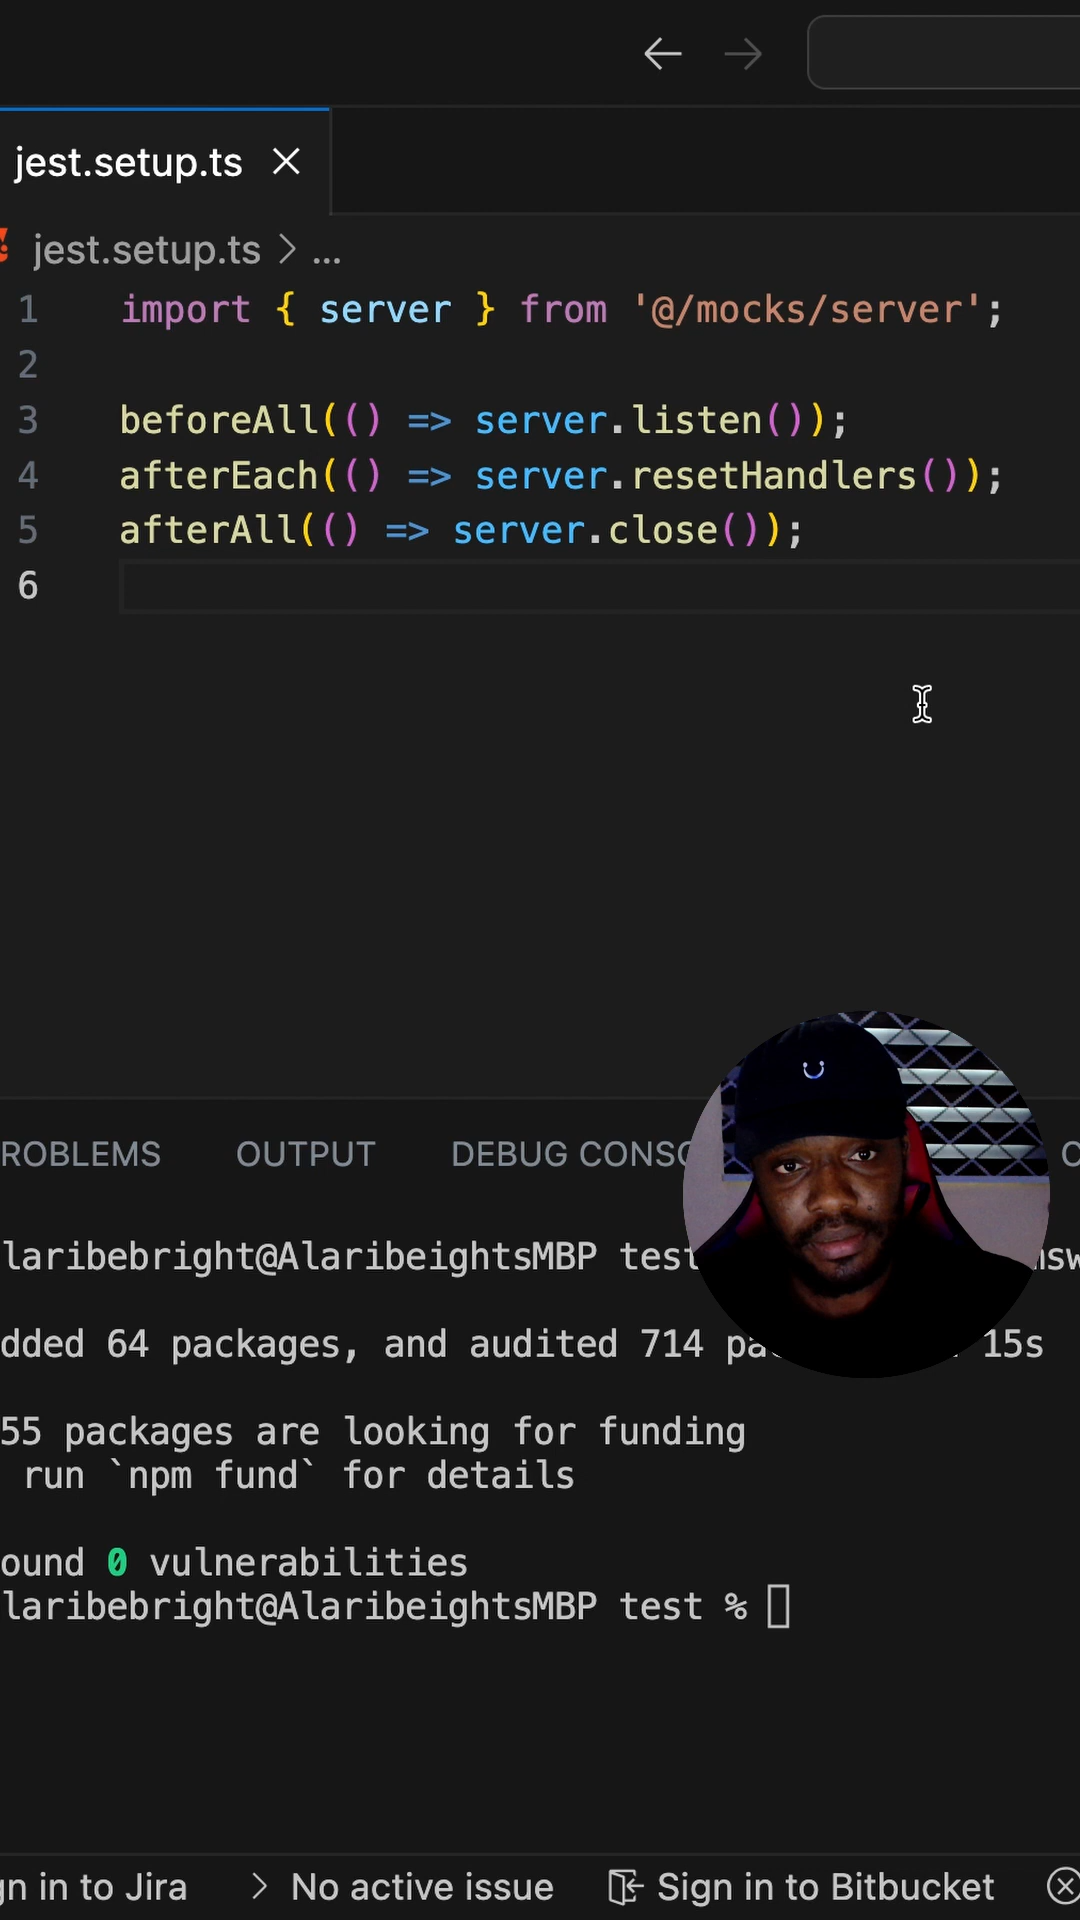 jest.setup.ts
jest.setup.ts > ...
1 import { server } from '@/mocks/server';
2
3 beforeAll(() => server.listen());
4 afterEach(() => server.resetHandlers());
5 afterAll(() => server.close());
6
ROBLEMS OUTPUT DEBUG CONSO
laribebright@AlaribeightsMBP test msw
dded 64 packages, and audited 714 pa 15s
55 packages are looking for funding
run `npm fund` for details
ound 0 vulnerabilities
laribebright@AlaribeightsMBP test %
gn in to Jira > No active issue Sign in to Bitbucket